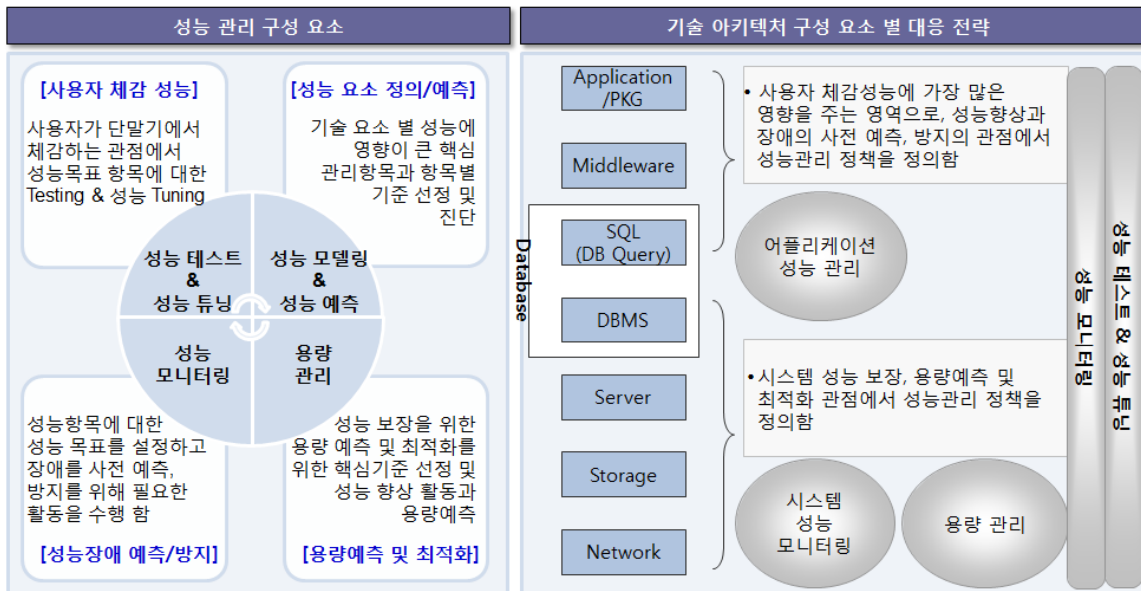 성능 관리 구성 요소
[사용자 체감 성능]
사용자가 단말기에서
체감하는 관점에서
성능목표 항목에 대한
Testing & 성능 Tuning
[성능 요소 정의/예측]
기술 요소 별 성능에
영향이 큰 핵심
관리항목과 항목별
기준 선정 및
진단
성능 테스트
&
성능 튜닝
성능 모델링
&
성능 예측
성능
모니터링
용량
관리
성능항목에 대한
성능 목표를 설정하고
장애를 사전 예측,
방지를 위해 필요한
활동을 수행 함
[성능장애 예측/방지]
성능 보장을 위한
용량 예측 및 최적화를
위한 핵심기준 선정 및
성능 향상 활동과
용량예측
[용량예측 및 최적화]
기술 아키텍처 구성 요소 별 대응 전략
Application
/PKG
Middleware
Database
SQL
(DB Query)
DBMS
Server
Storage
Network
• 사용자 체감성능에 가장 많은
영향을 주는 영역으로, 성능향상과
장애의 사전 예측, 방지의 관점에서
성능관리 정책을 정의함
어플리케이션
성능 관리
•시스템 성능 보장, 용량예측 및
최적화 관점에서 성능관리 정책을
정의함
시스템
성능
모니터링
용량 관리
성능 모니터링
성능 테스트 & 성능 튜닝